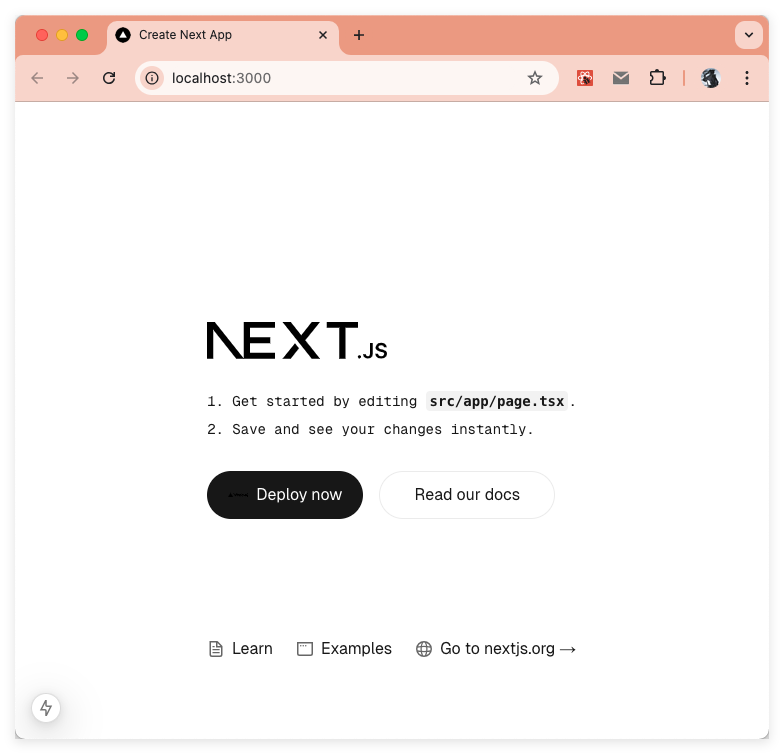 Create Next App
localhost:3000
NEXT.JS
1. Get started by editing src/app/page.tsx.
2. Save and see your changes instantly.
Deploy now
Read our docs
Learn
Examples
Go to nextjs.org →